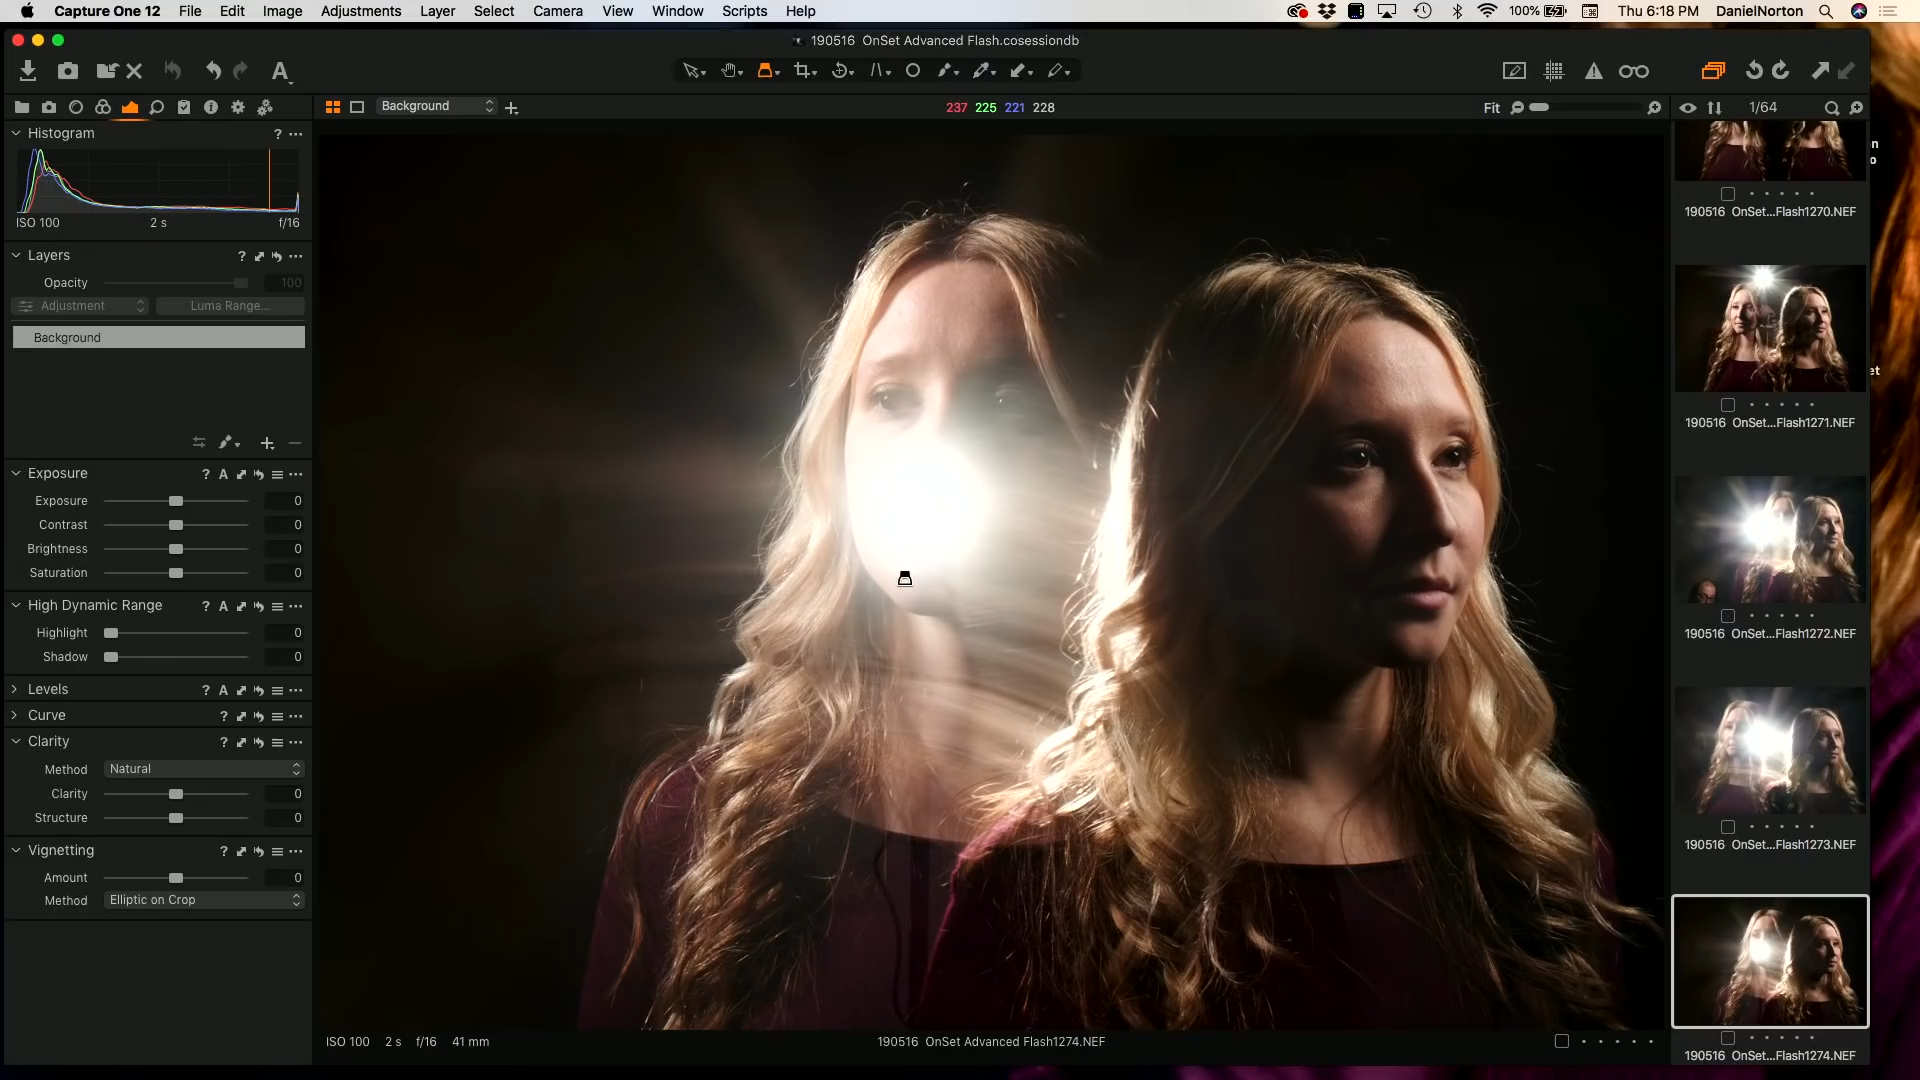 Capture One 12 File Edit Image Adjustments Layer Select Camera View Window Scripts Help 100% Thu 6:18 PM DanielNorton
190516 OnSet Advanced Flash.cosessiondb
A
Background
237 225 221 228
Fit
1/64
Histogram ?
ISO 100 2 s f/16
Layers ?
Opacity 100
Adjustment Luma Range...
Background
Exposure ? A
Exposure 0
Contrast 0
Brightness 0
Saturation 0
High Dynamic Range ? A
Highlight 0
Shadow 0
Levels ? A
Curve ?
Clarity ?
Method Natural
Clarity 0
Structure 0
Vignetting ?
Amount 0
Method Elliptic on Crop
ISO 100 2 s f/16 41 mm
190516 OnSet Advanced Flash1274.NEF
190516 OnSet...Flash1270.NEF
190516 OnSet...Flash1271.NEF
190516 OnSet...Flash1272.NEF
190516 OnSet...Flash1273.NEF
190516 OnSet...Flash1274.NEF